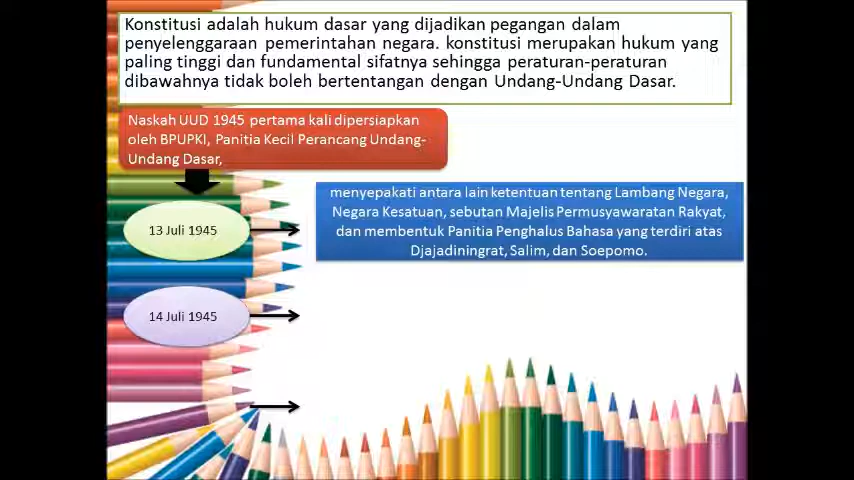 Konstitusi adalah hukum dasar yang dijadikan pegangan dalam
penyelenggaraan pemerintahan negara. konstitusi merupakan hukum yang
paling tinggi dan fundamental sifatnya sehingga peraturan-peraturan
dibawahnya tidak boleh bertentangan dengan Undang-Undang Dasar.
Naskah UUD 1945 pertama kali dipersiapkan
oleh BPUPKI, Panitia Kecil Perancang Undang-
Undang Dasar,
13 Juli 1945
menyepakati antara lain ketentuan tentang Lambang Negara,
Negara Kesatuan, sebutan Majelis Permusyawaratan Rakyat,
dan membentuk Panitia Penghalus Bahasa yang terdiri atas
Djajadiningrat, Salim, dan Soepomo.
14 Juli 1945